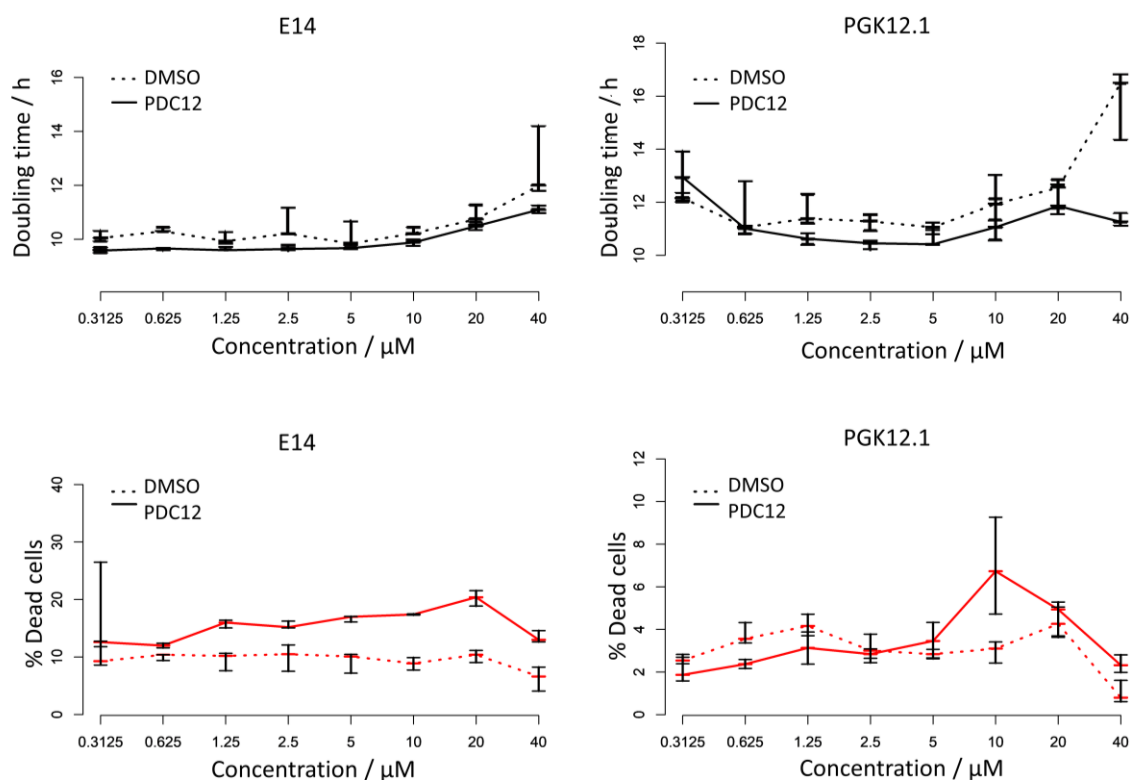 E14
Doubling time / h
16
14
12
10
DMSO
PDC12
0.3125 0.625 1.25 2.5 5 10 20 40
Concentration / µM
PGK12.1
Doubling time / h
18
16
14
12
10
DMSO
PDC12
0.3125 0.625 1.25 2.5 5 10 20 40
Concentration / µM
E14
% Dead cells
40
30
20
10
0
DMSO
PDC12
0.3125 0.625 1.25 2.5 5 10 20 40
Concentration / µM
PGK12.1
% Dead cells
12
10
8
6
4
2
0
DMSO
PDC12
0.3125 0.625 1.25 2.5 5 10 20 40
Concentration / µM